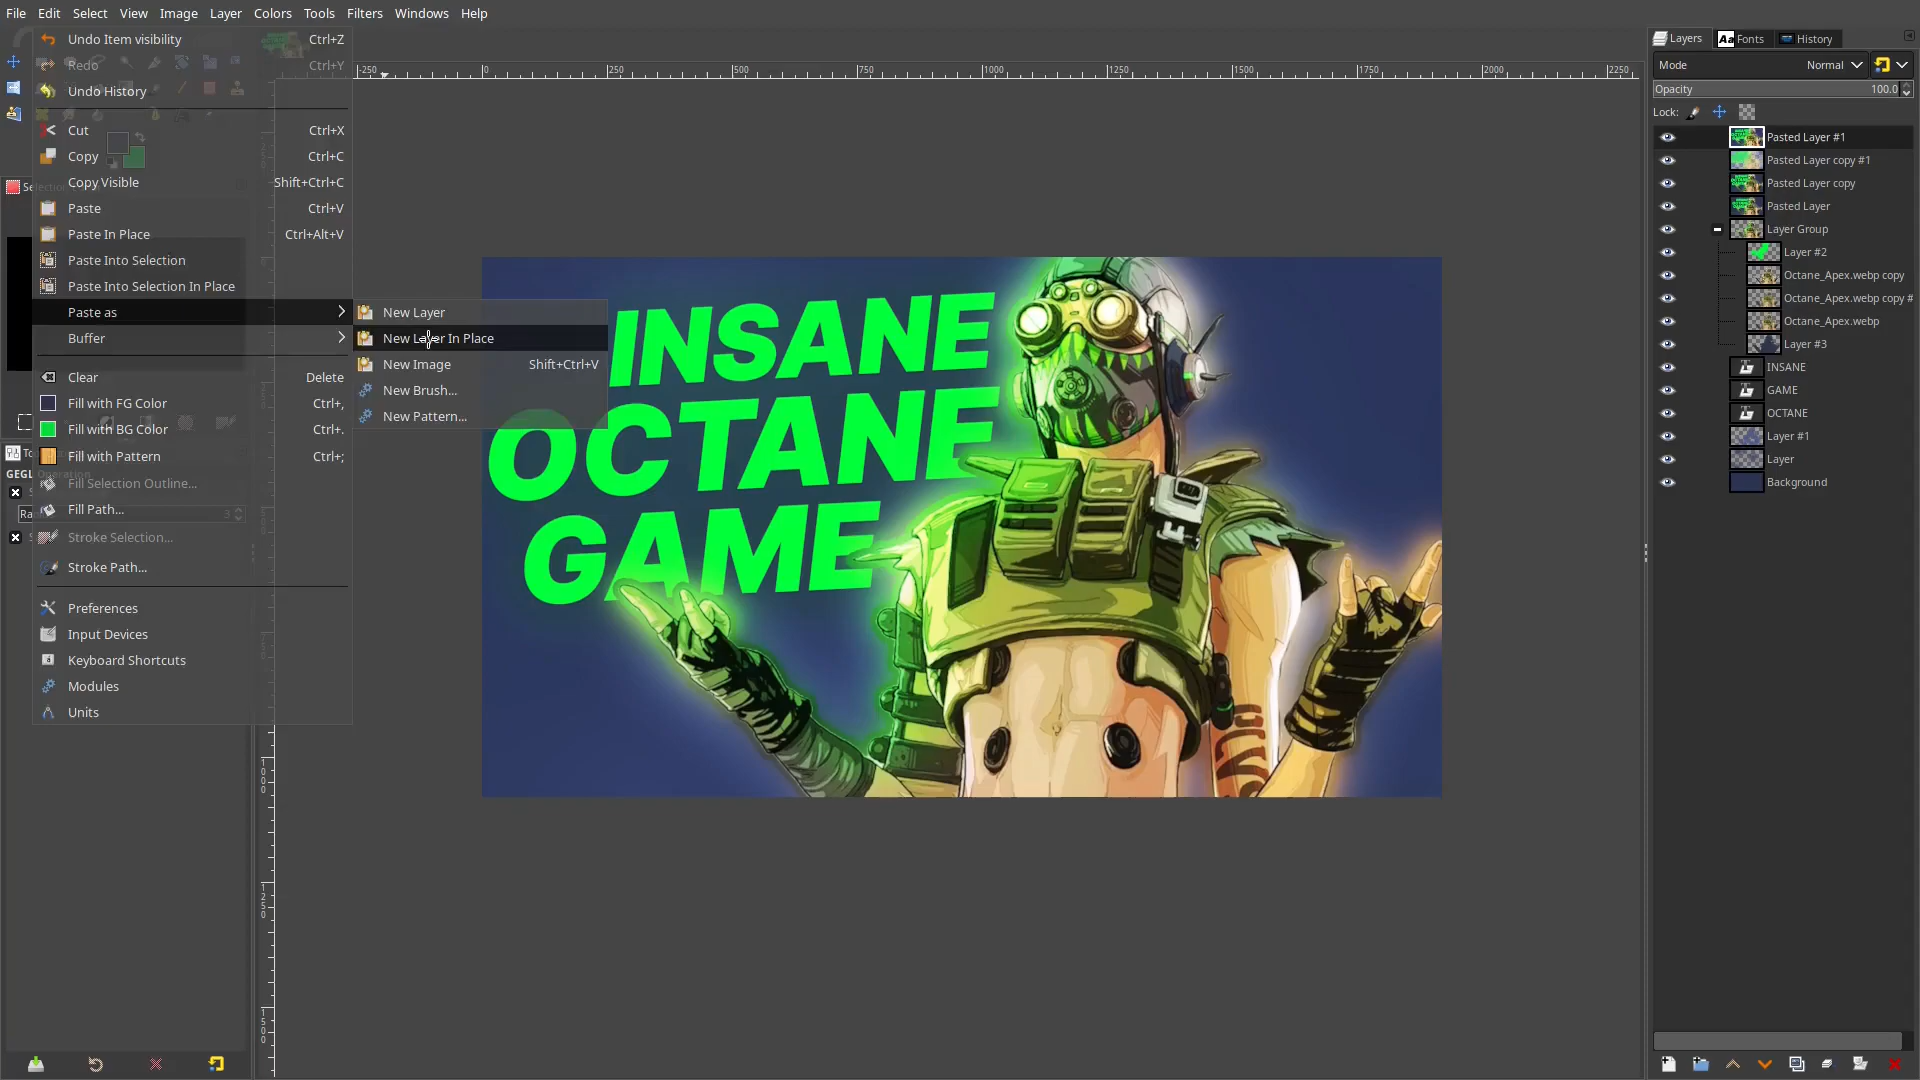 File Edit Select View Image Layer Colors Tools Filters Windows Help
Undo Item visibility Ctrl+Z
Redo Ctrl+Y
Undo History
Cut Ctrl+X
Copy Ctrl+C
Copy Visible Shift+Ctrl+C
Paste Ctrl+V
Paste In Place Ctrl+Alt+V
Paste Into Selection
Paste Into Selection In Place
Paste as
Buffer
Clear Delete
Fill with FG Color Ctrl+,
Fill with BG Color Ctrl+.
Fill with Pattern Ctrl+;
Fill Selection Outline...
Fill Path...
Stroke Selection...
Stroke Path...
Preferences
Input Devices
Keyboard Shortcuts
Modules
Units
New Layer
New Layer In Place
New Image Shift+Ctrl+V
New Brush...
New Pattern...
-250 0 250 500 750 1000 1250 1500 1750 2000 2250
1000
1250
1500
INSANE
OCTANE
GAME
Layers Fonts History
Mode Normal
Opacity 100.0
Lock:
Pasted Layer #1
Pasted Layer copy #1
Pasted Layer copy
Pasted Layer
Layer Group
Layer #2
Octane_Apex.webp copy
Octane_Apex.webp copy #
Octane_Apex.webp
Layer #3
INSANE
GAME
OCTANE
Layer #1
Layer
Background